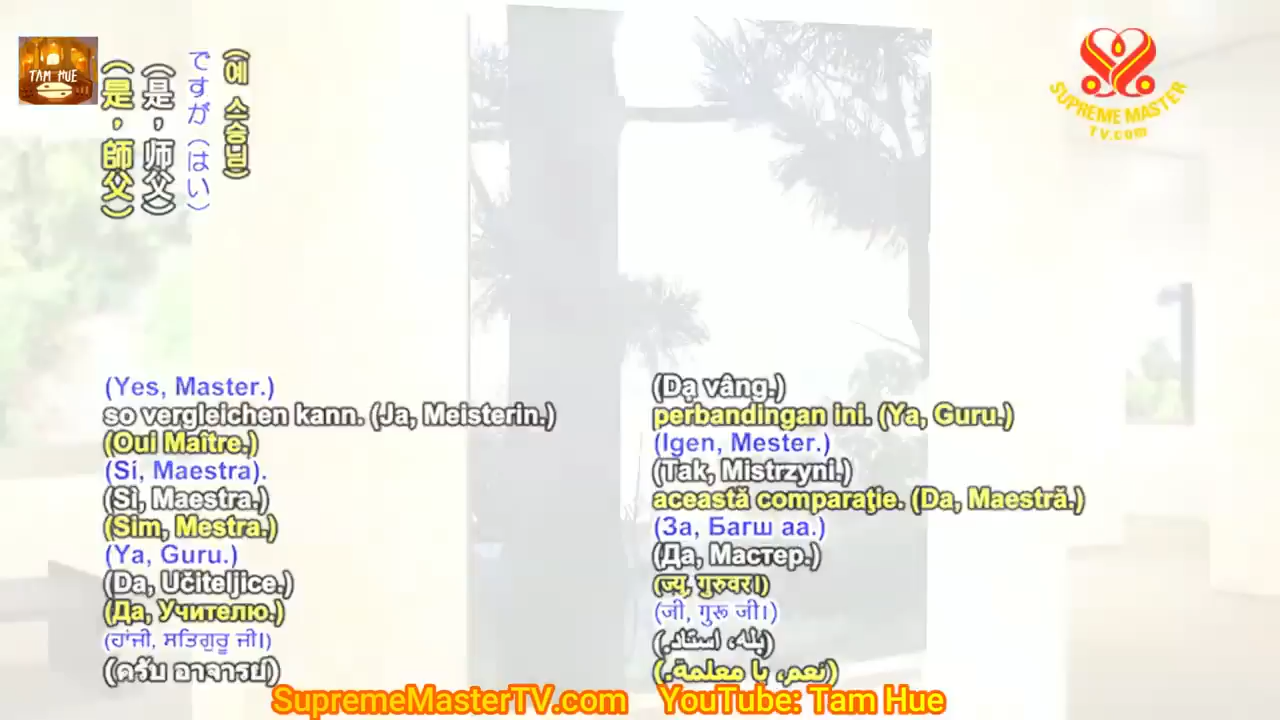 TAM HUE
（是，師父）
（是，师父）
ですが（はい）
(예 스승님)
SUPREME MASTER
TV.com
(Yes, Master.)
so vergleichen kann. (Ja, Meisterin.)
(Oui Maître.)
(Sí, Maestra).
(Sì, Maestra.)
(Sim, Mestra.)
(Ya, Guru.)
(Da, Učiteljice.)
(Да, Учителю.)
(ਹਾਂਜੀ, ਸਤਿਗੁਰੂ ਜੀ।)
(ครับ อาจารย์)
(Dạ vâng.)
perbandingan ini. (Ya, Guru.)
(Igen, Mester.)
(Tak, Mistrzyni.)
această comparaţie. (Da, Maestră.)
(За, Багш аа.)
(Да, Мастер.)
(ज्यू, गुरुवर।)
(जी, गुरू जी।)
(بله، استاد.)
(نعم، يا معلمة.)
SupremeMasterTV.com YouTube: Tam Hue